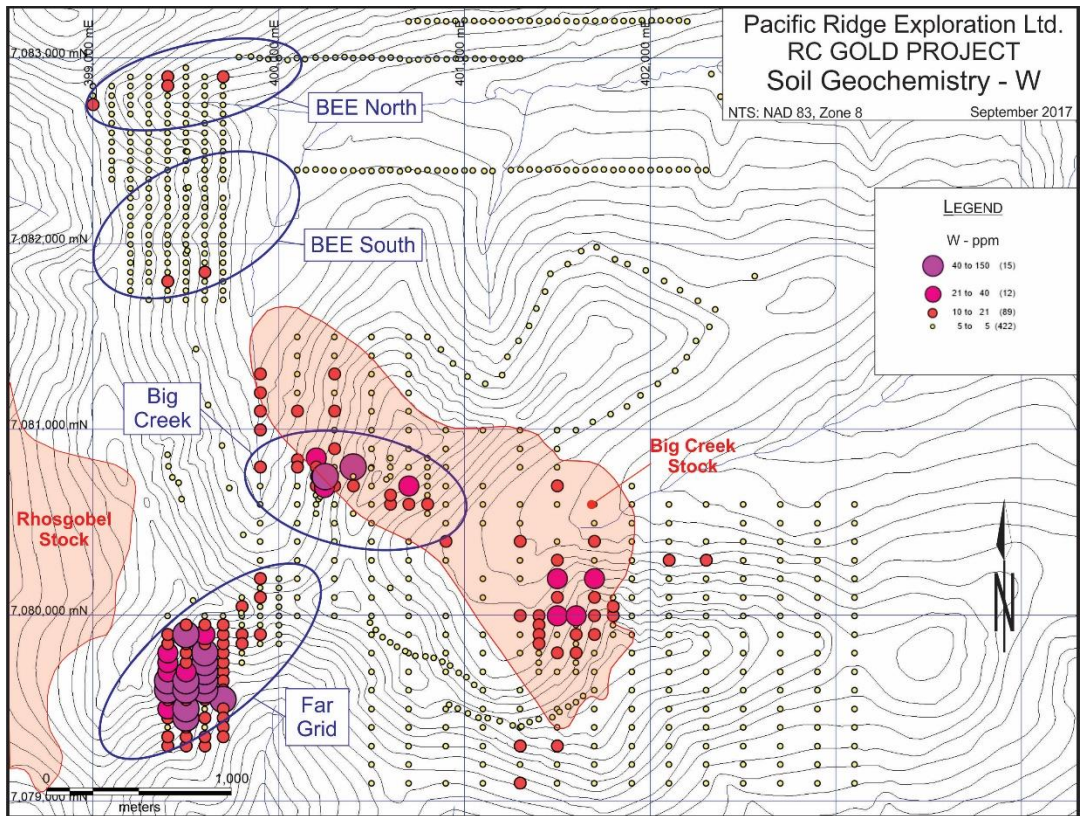 Pacific Ridge Exploration Ltd.
RC GOLD PROJECT
Soil Geochemistry - W
NTS: NAD 83, Zone 8 September 2017
399,000 mE
400,000 mE
401,000 mE
402,000 mE
7,083,000 mN
BEE North
LEGEND
W - ppm
40 to 150 (15)
21 to 40 (12)
10 to 21 (89)
5 to 5 (422)
BEE South
7,082,000 mN
Big
Creek
7,081,000 mN
Big Creek
Stock
Rhosgobel
Stock
7,080,000 mN
N
Far
Grid
0 1,000
meters
7,079,000 mN